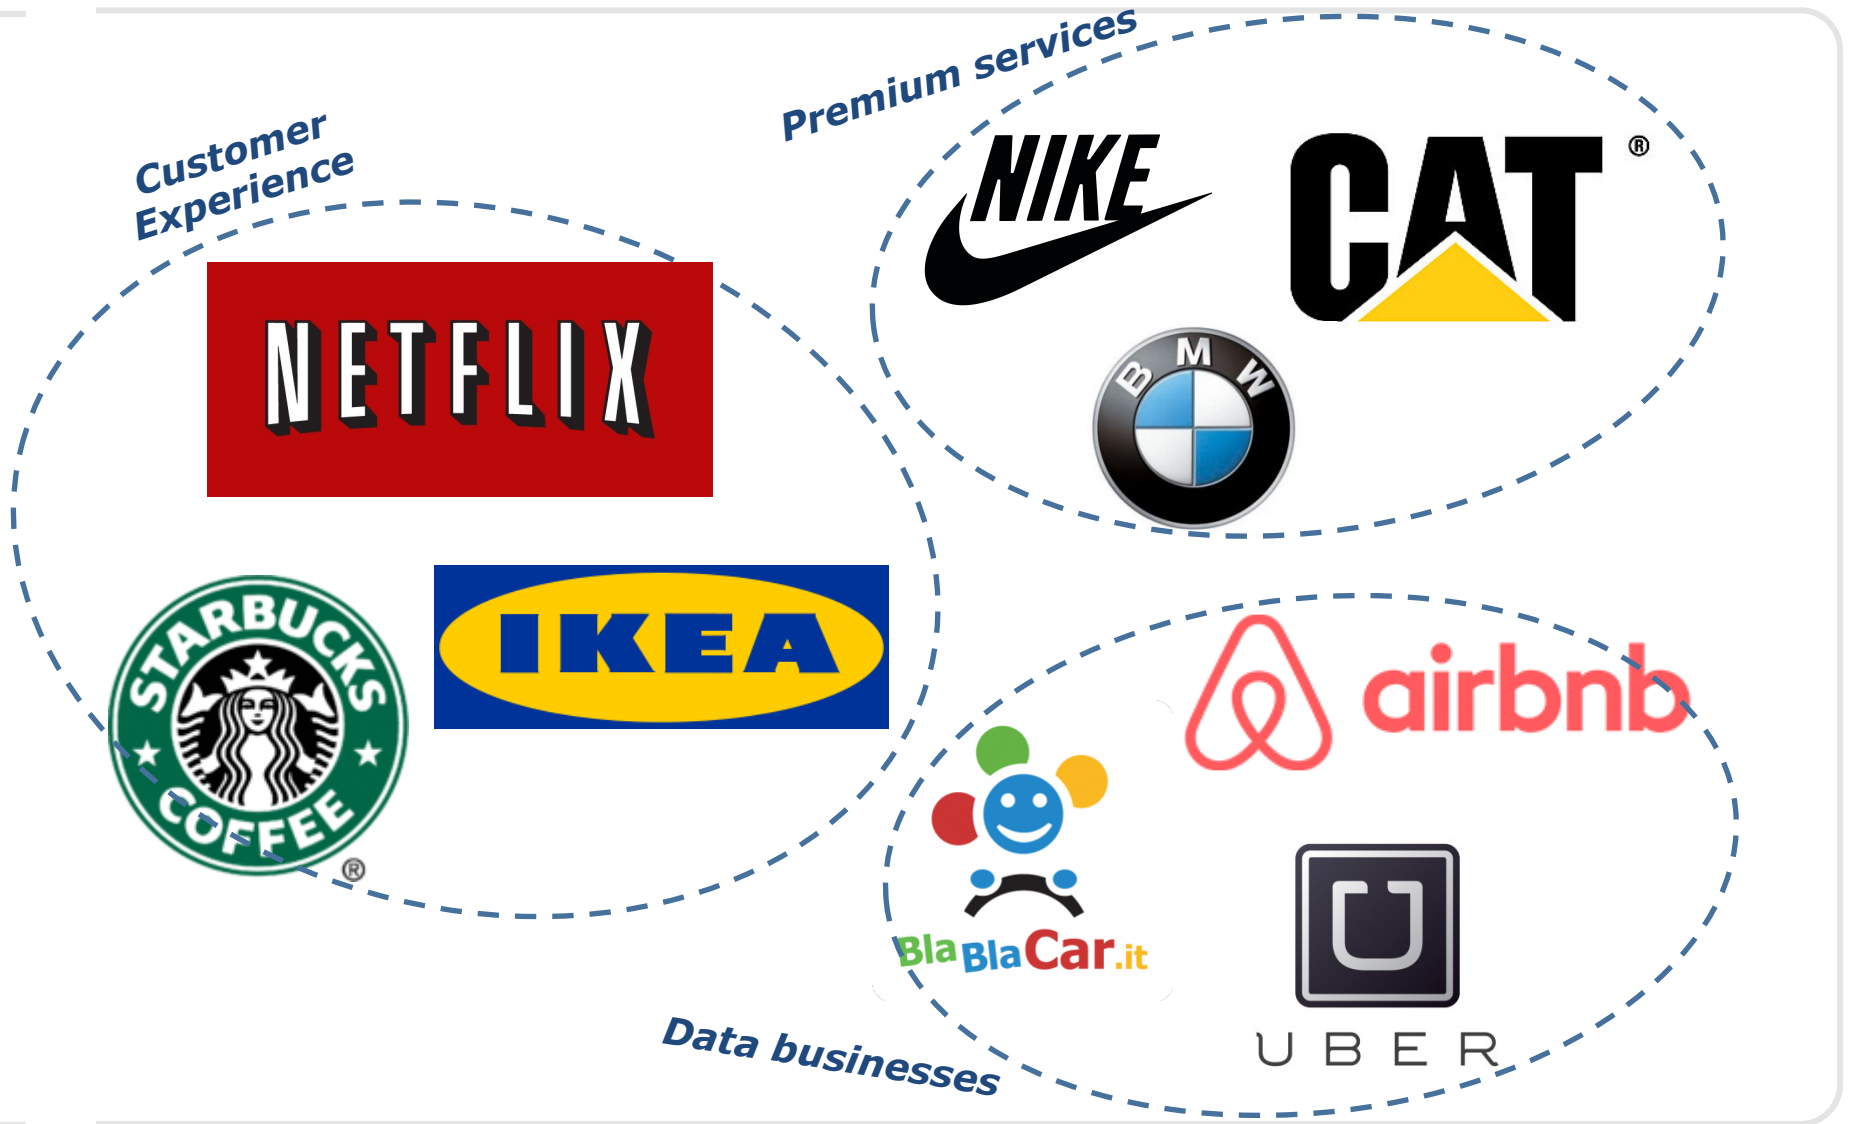 Premium services
Customer
Experience
NIKE
CAT ®
BMW
NETFLIX
STARBUCKS
COFFEE
®
IKEA
airbnb
BlaBlaCar.it
U
UBER
Data businesses